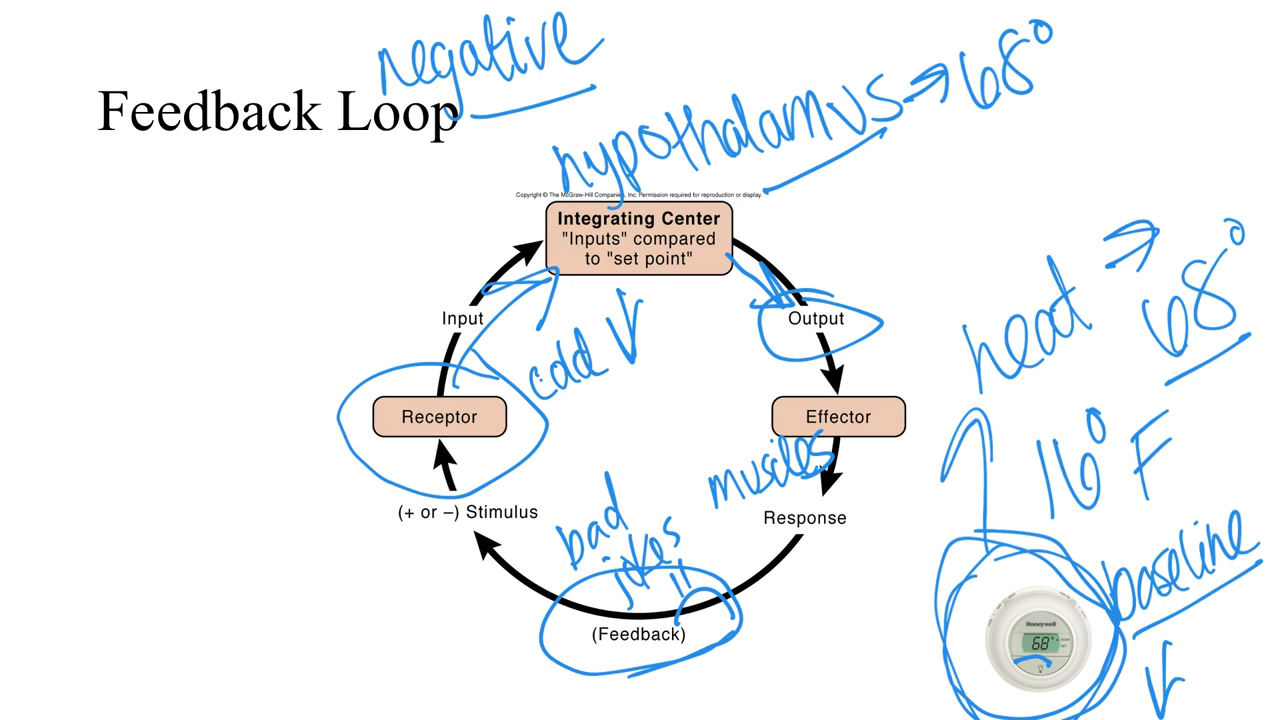 negative
Feedback Loop
hypothalamus → 68°
Copyright © The McGraw-Hill Companies, Inc. Permission required for reproduction or display.
Integrating Center
"Inputs" compared
to "set point"
heat → 68°
Input
Output
cold
Receptor
Effector
16° F
muscles
(+ or –) Stimulus
Response
bad
jokes
baseline
Honeywell
68°
(Feedback)